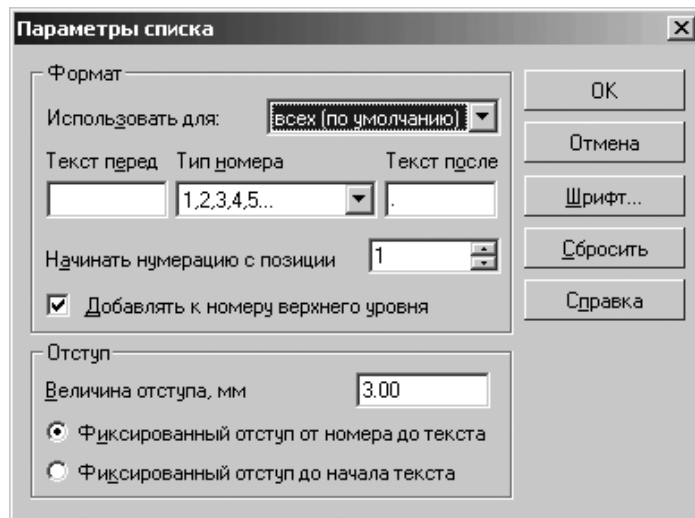 Параметры списка
Формат
Использовать для: всех (по умолчанию)
Текст перед Тип номера Текст после
1,2,3,4,5... .
Начинать нумерацию с позиции 1
Добавлять к номеру верхнего уровня
Отступ
Величина отступа, мм 3.00
Фиксированный отступ от номера до текста
Фиксированный отступ до начала текста
OK
Отмена
Шрифт...
Сбросить
Справка